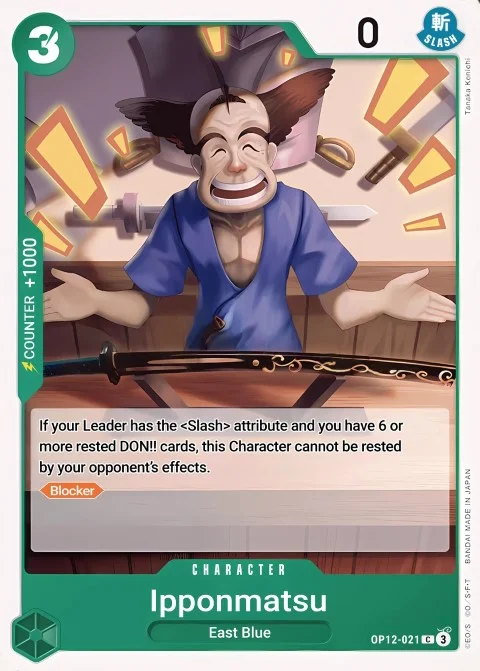 3
0
斬
SLASH
Tanaka Kenichi
COUNTER +1000
If your Leader has the <Slash> attribute and you have 6 or
more rested DON!! cards, this Character cannot be rested
by your opponent's effects.
Blocker
CHARACTER
Ipponmatsu
East Blue
OP12-021 C 3
©E.O/S ©O/S・F・T BANDAI MADE IN JAPAN